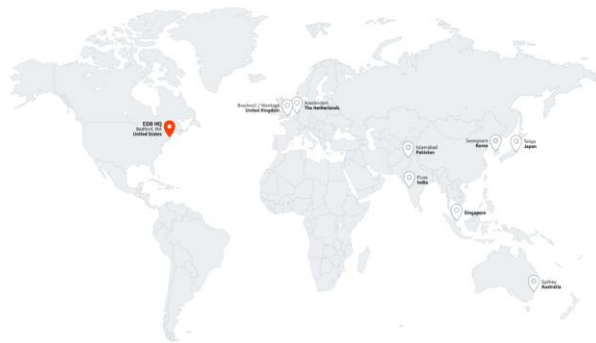 EDB HQ
Bedford, MA
United States
Bracknell / Wantage
United Kingdom
Amsterdam
The Netherlands
Islamabad
Pakistan
Pune
India
Seongnam
Korea
Tokyo
Japan
Singapore
Sydney
Australia